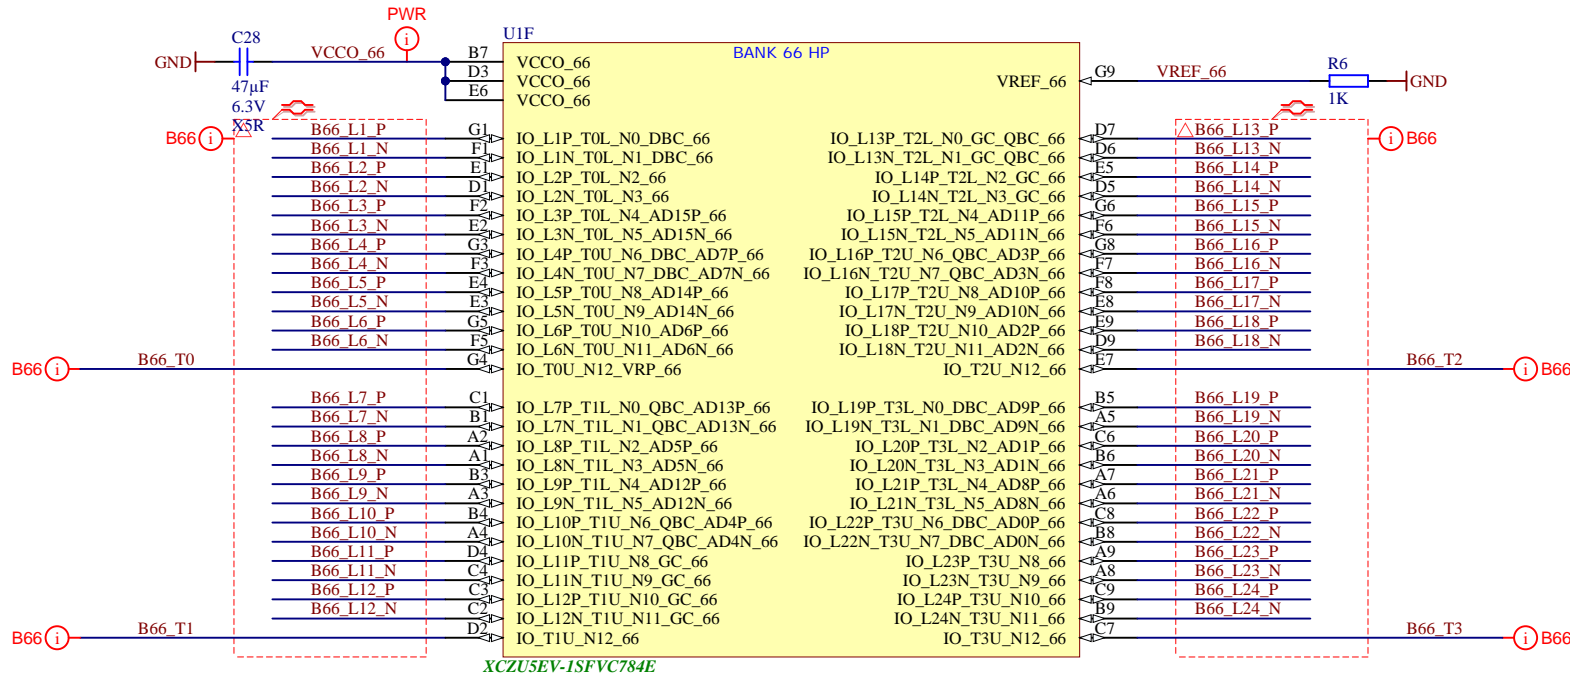 PWR
U1F
BANK 66 HP
C28
GND
VCCO_66
47µF
6.3V
X5R
B7 VCCO_66
D3 VCCO_66
E6 VCCO_66
VREF_66 G9 VREF_66
R6
1K
GND
B66
B66_L1_P G1 IO_L1P_T0L_N0_DBC_66
B66_L1_N F1 IO_L1N_T0L_N1_DBC_66
B66_L2_P E1 IO_L2P_T0L_N2_66
B66_L2_N D1 IO_L2N_T0L_N3_66
B66_L3_P F2 IO_L3P_T0L_N4_AD15P_66
B66_L3_N E2 IO_L3N_T0L_N5_AD15N_66
B66_L4_P G3 IO_L4P_T0U_N6_DBC_AD7P_66
B66_L4_N F3 IO_L4N_T0U_N7_DBC_AD7N_66
B66_L5_P E4 IO_L5P_T0U_N8_AD14P_66
B66_L5_N E3 IO_L5N_T0U_N9_AD14N_66
B66_L6_P G5 IO_L6P_T0U_N10_AD6P_66
B66_L6_N F5 IO_L6N_T0U_N11_AD6N_66
B66 B66_T0 G4 IO_T0U_N12_VRP_66
B66_L7_P C1 IO_L7P_T1L_N0_QBC_AD13P_66
B66_L7_N B1 IO_L7N_T1L_N1_QBC_AD13N_66
B66_L8_P A2 IO_L8P_T1L_N2_AD5P_66
B66_L8_N A1 IO_L8N_T1L_N3_AD5N_66
B66_L9_P B3 IO_L9P_T1L_N4_AD12P_66
B66_L9_N A3 IO_L9N_T1L_N5_AD12N_66
B66_L10_P B4 IO_L10P_T1U_N6_QBC_AD4P_66
B66_L10_N A4 IO_L10N_T1U_N7_QBC_AD4N_66
B66_L11_P D4 IO_L11P_T1U_N8_GC_66
B66_L11_N C4 IO_L11N_T1U_N9_GC_66
B66_L12_P C3 IO_L12P_T1U_N10_GC_66
B66_L12_N C2 IO_L12N_T1U_N11_GC_66
B66 B66_T1 D2 IO_T1U_N12_66
IO_L13P_T2L_N0_GC_QBC_66 D7 B66_L13_P
B66
IO_L13N_T2L_N1_GC_QBC_66 D6 B66_L13_N
IO_L14P_T2L_N2_GC_66 E5 B66_L14_P
IO_L14N_T2L_N3_GC_66 D5 B66_L14_N
IO_L15P_T2L_N4_AD11P_66 G6 B66_L15_P
IO_L15N_T2L_N5_AD11N_66 F6 B66_L15_N
IO_L16P_T2U_N6_QBC_AD3P_66 G8 B66_L16_P
IO_L16N_T2U_N7_QBC_AD3N_66 F7 B66_L16_N
IO_L17P_T2U_N8_AD10P_66 F8 B66_L17_P
IO_L17N_T2U_N9_AD10N_66 E8 B66_L17_N
IO_L18P_T2U_N10_AD2P_66 E9 B66_L18_P
IO_L18N_T2U_N11_AD2N_66 D9 B66_L18_N
IO_T2U_N12_66 E7 B66_T2 B66
IO_L19P_T3L_N0_DBC_AD9P_66 B5 B66_L19_P
IO_L19N_T3L_N1_DBC_AD9N_66 A5 B66_L19_N
IO_L20P_T3L_N2_AD1P_66 C6 B66_L20_P
IO_L20N_T3L_N3_AD1N_66 B6 B66_L20_N
IO_L21P_T3L_N4_AD8P_66 A7 B66_L21_P
IO_L21N_T3L_N5_AD8N_66 A6 B66_L21_N
IO_L22P_T3U_N6_DBC_AD0P_66 C8 B66_L22_P
IO_L22N_T3U_N7_DBC_AD0N_66 B8 B66_L22_N
IO_L23P_T3U_N8_66 A9 B66_L23_P
IO_L23N_T3U_N9_66 A8 B66_L23_N
IO_L24P_T3U_N10_66 C9 B66_L24_P
IO_L24N_T3U_N11_66 B9 B66_L24_N
IO_T3U_N12_66 C7 B66_T3 B66
XCZU5EV-1SFVC784E